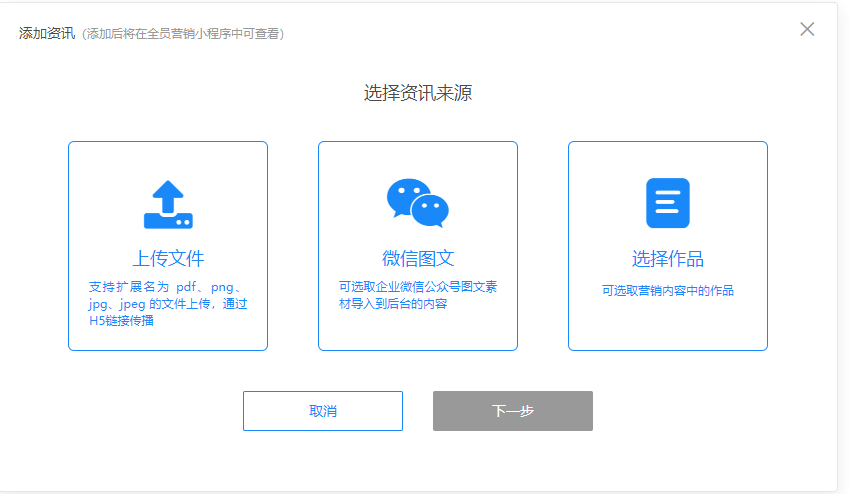 添加资讯（添加后将在全员营销小程序中可查看）
选择资讯来源
上传文件
支持扩展名为 pdf、png、
jpg、jpeg 的文件上传，通过
H5链接传播
微信图文
可选取企业微信公众号图文素
材导入到后台的内容
选择作品
可选取营销内容中的作品
取消
下一步